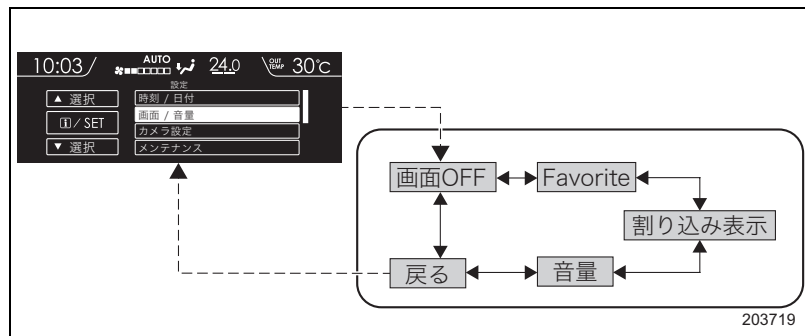 10:03 AUTO 24.0 OUT TEMP 30℃
設定
▲ 選択
時刻 / 日付
画面 / 音量
i / SET
カメラ設定
▼ 選択
メンテナンス
画面OFF
Favorite
割り込み表示
戻る
音量
203719